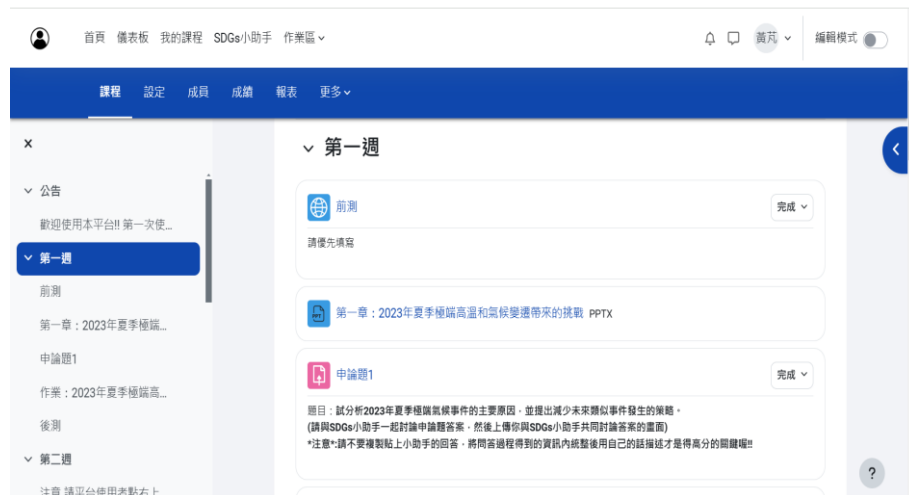 首頁 儀表板 我的課程 SDGs小助手 作業區
黃芃 編輯模式
課程 設定 成員 成績 報表 更多
x
公告
歡迎使用本平台!! 第一次使...
第一週
前測
第一章：2023年夏季極端...
申論題1
作業：2023年夏季極端高...
後測
第二週
注意 請平台使用者點右上
第一週
前測
完成
請優先填寫
第一章：2023年夏季極端高溫和氣候變遷帶來的挑戰 PPTX
PPT
申論題1
完成
題目：試分析2023年夏季極端氣候事件的主要原因，並提出減少未來類似事件發生的策略。
(請與SDGs小助手一起討論申論題答案，然後上傳你與SDGs小助手共同討論答案的畫面)
*注意*:請不要複製貼上小助手的回答，將問答過程得到的資訊內統整後用自己的話描述才是得高分的關鍵喔!!
?